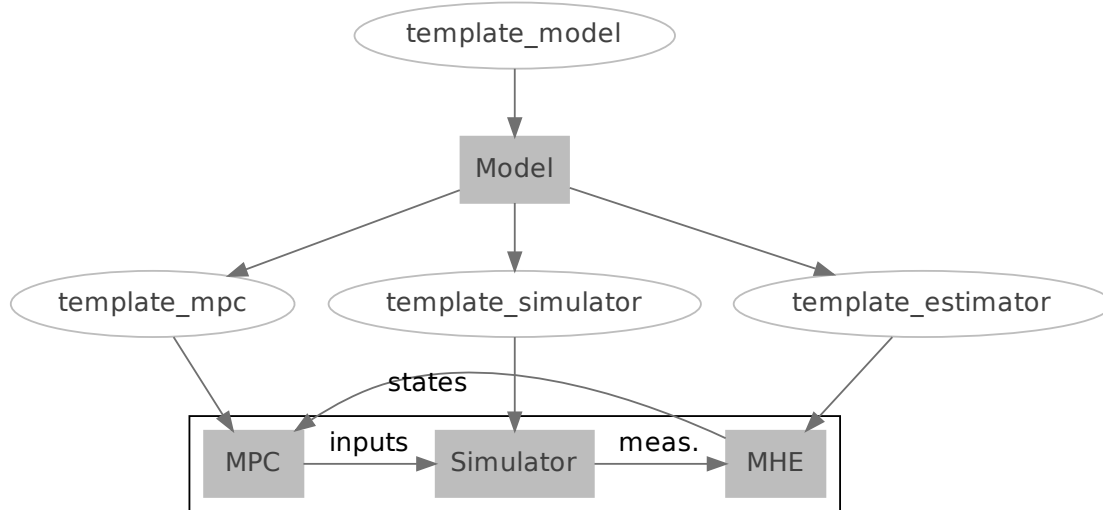 template_model
Model
template_mpc
template_simulator
template_estimator
states
inputs
meas.
MPC
Simulator
MHE